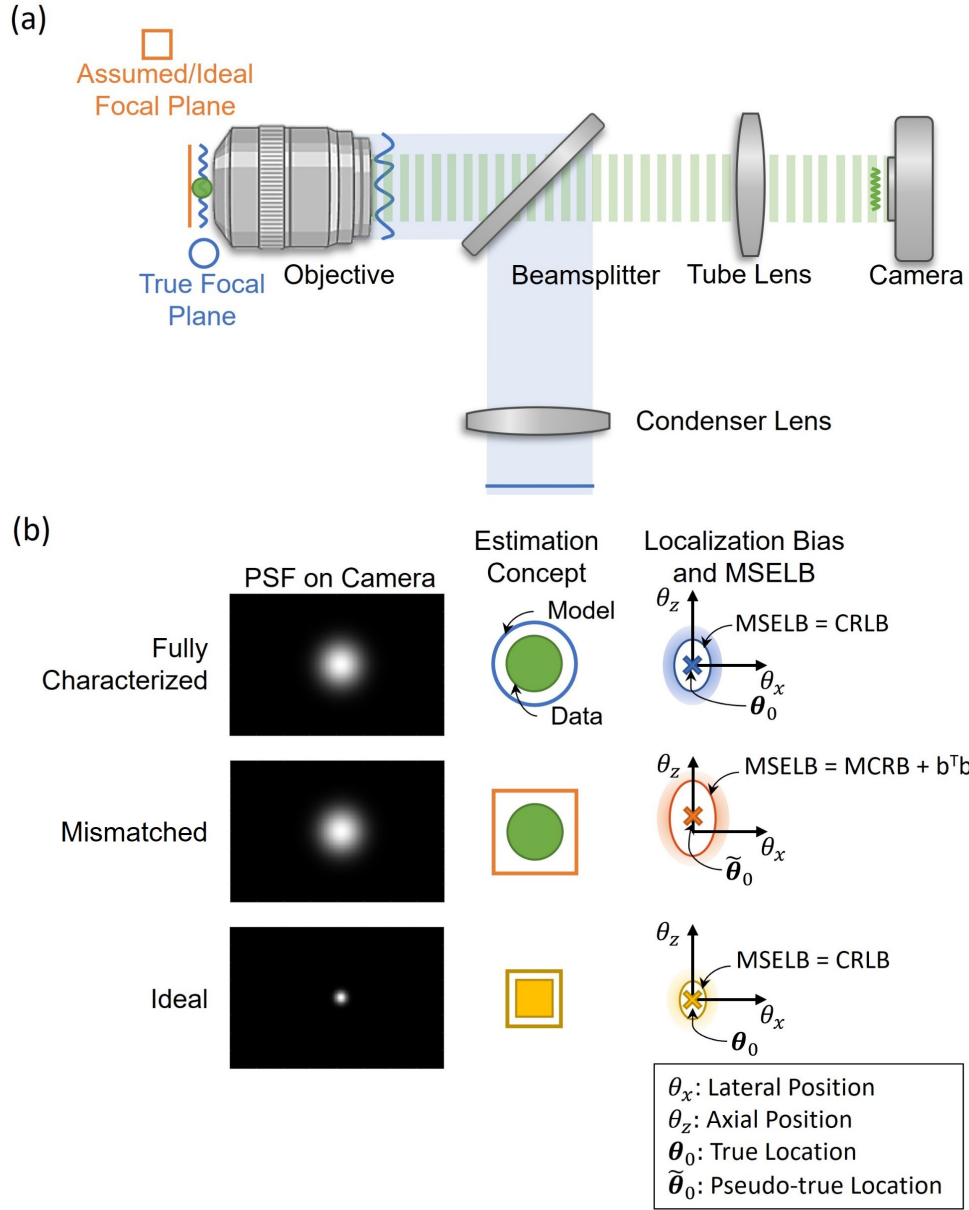 (a)
Assumed/Ideal
Focal Plane
True Focal
Plane
Objective
Beamsplitter
Tube Lens
Camera
Condenser Lens
(b)
PSF on Camera
Estimation
Concept
Localization Bias
and MSELB
Fully
Characterized
Model
Data
θz
MSELB = CRLB
θx
θ0
Mismatched
θz
MSELB = MCRB + bᵀb
θx
θ̃0
Ideal
θz
MSELB = CRLB
θx
θ0
θx: Lateral Position
θz: Axial Position
θ0: True Location
θ̃0: Pseudo-true Location